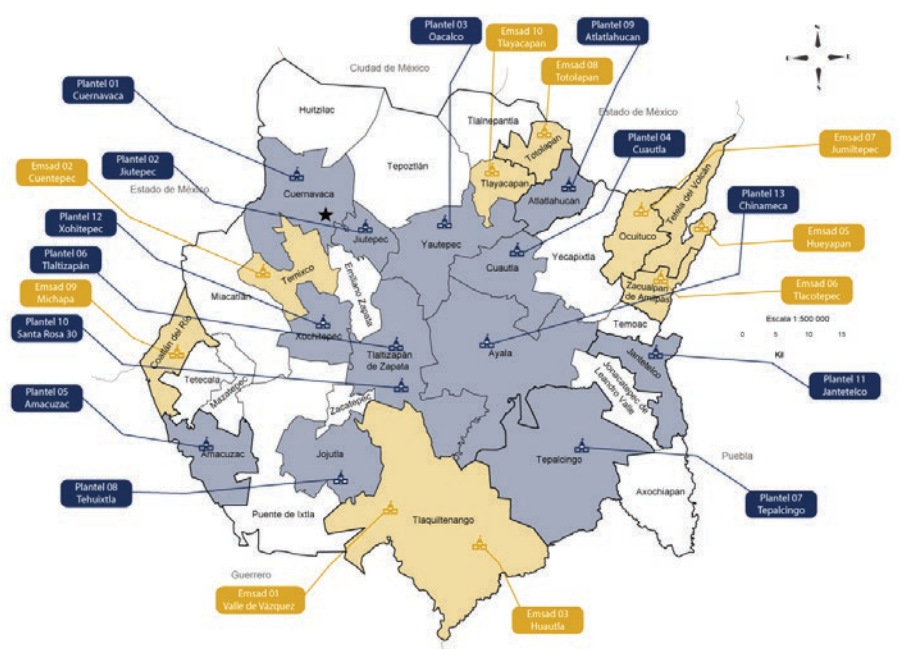 Plantel 03
Oacalco
Emsad 10
Tlayacapan
Plantel 09
Atlatlahucan
Emsad 08
Totolapan
Ciudad de México
Plantel 01
Cuernavaca
Huitzilac
Tlalnepantla
Estado de México
Totolapan
Plantel 04
Cuautla
Emsad 07
Jumiltepec
Plantel 02
Jiutepec
Emsad 02
Cuentepec
Estado de México
Tepoztlán
Cuernavaca
Tlayacapan
Atlatlahucan
Tetela del Volcán
Plantel 13
Chinameca
Plantel 12
Xohitepec
Jiutepec
Yautepec
Ocuituco
Emsad 05
Hueyapan
Plantel 06
Tlaltizapán
Cuautla
Yecapixtla
Temixco
Emiliano Zapata
Zacualpan
de Amilpas
Emsad 06
Tlacotepec
Emsad 09
Michapa
Miacatlán
Escala 1:500 000
0 5 10 15
Kil
Plantel 10
Santa Rosa 30
Coatlán del Río
Xochitepec
Tlaltizapán
de Zapata
Ayala
Temoac
Jantetelco
Plantel 11
Jantetelco
Tetecala
Mazatepec
Jonacatepec de
Leandro Valle
Plantel 05
Amacuzac
Zacatepec
Amacuzac
Jojutla
Tepalcingo
Puebla
Plantel 08
Tehuixtla
Axochiapan
Plantel 07
Tepalcingo
Puente de Ixtla
Tlaquiltenango
Guerrero
Emsad 01
Valle de Vázquez
Emsad 03
Huautla